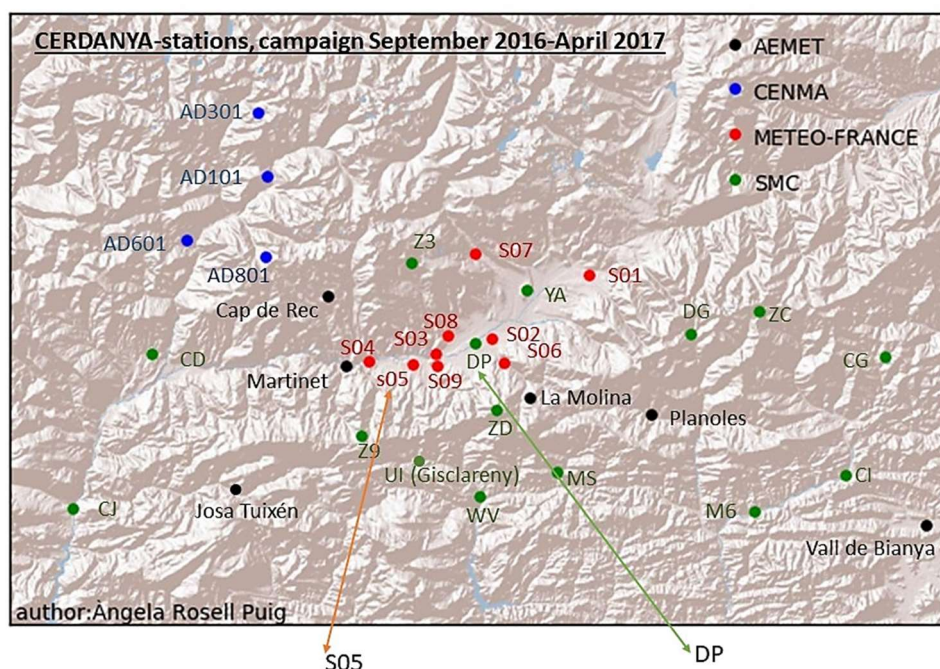 CERDANYA-stations, campaign September 2016-April 2017
AEMET
CENMA
METEO-FRANCE
SMC
AD301
AD101
AD601
AD801
Z3
S07
S01
YA
Cap de Rec
DG
ZC
S08
S03
S02
S04
S06
CD
DP
CG
Martinet
s05
S09
La Molina
Planoles
ZD
Z9
UI (Gisclareny)
MS
CI
CJ
Josa Tuixén
WV
M6
Vall de Bianya
author:Àngela Rosell Puig
S05
DP